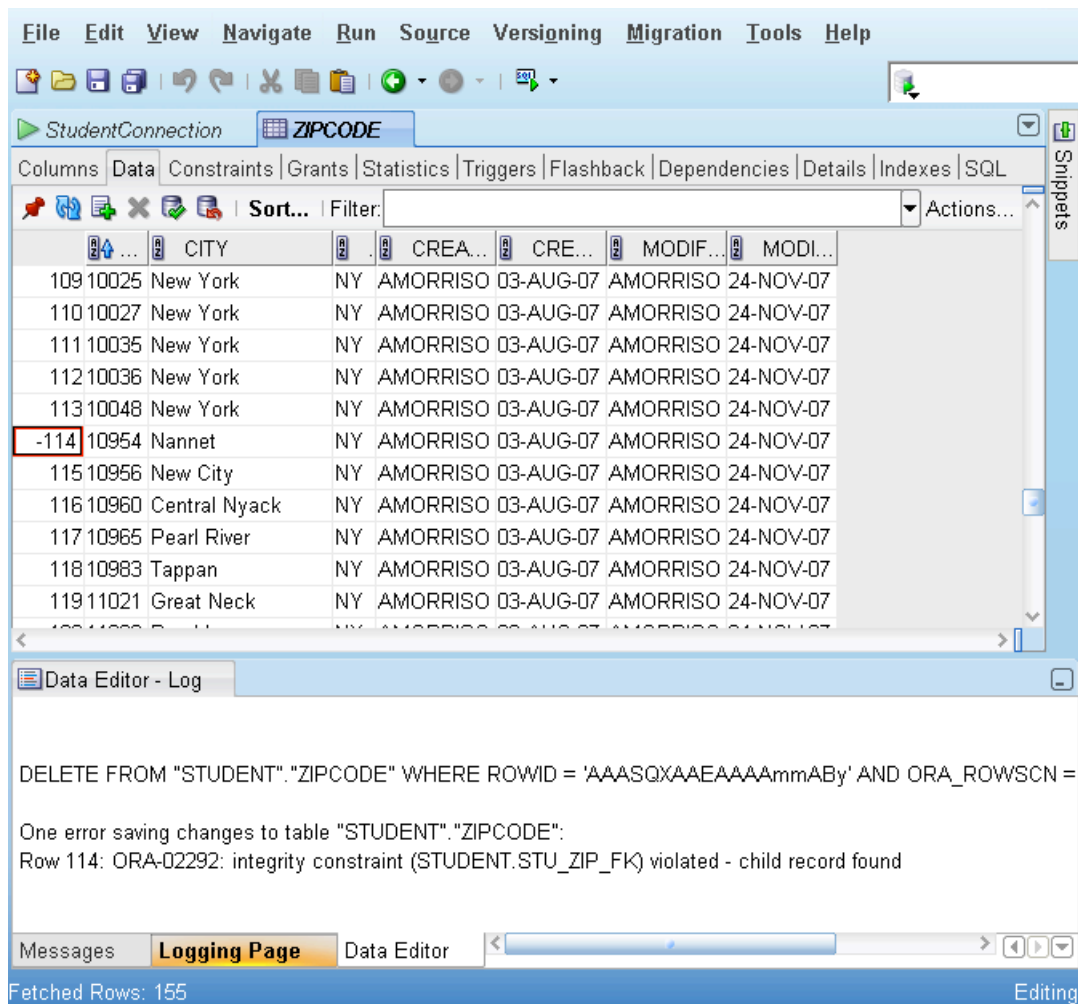 File Edit View Navigate Run Source Versioning Migration Tools Help
StudentConnection ZIPCODE
Snippets
Columns Data Constraints Grants Statistics Triggers Flashback Dependencies Details Indexes SQL
Sort... Filter: Actions...
... CITY . CREA... CRE... MODIF... MODI...
109 10025 New York NY AMORRISO 03-AUG-07 AMORRISO 24-NOV-07
110 10027 New York NY AMORRISO 03-AUG-07 AMORRISO 24-NOV-07
111 10035 New York NY AMORRISO 03-AUG-07 AMORRISO 24-NOV-07
112 10036 New York NY AMORRISO 03-AUG-07 AMORRISO 24-NOV-07
113 10048 New York NY AMORRISO 03-AUG-07 AMORRISO 24-NOV-07
-114 10954 Nannet NY AMORRISO 03-AUG-07 AMORRISO 24-NOV-07
115 10956 New City NY AMORRISO 03-AUG-07 AMORRISO 24-NOV-07
116 10960 Central Nyack NY AMORRISO 03-AUG-07 AMORRISO 24-NOV-07
117 10965 Pearl River NY AMORRISO 03-AUG-07 AMORRISO 24-NOV-07
118 10983 Tappan NY AMORRISO 03-AUG-07 AMORRISO 24-NOV-07
119 11021 Great Neck NY AMORRISO 03-AUG-07 AMORRISO 24-NOV-07
Data Editor - Log
DELETE FROM "STUDENT"."ZIPCODE" WHERE ROWID = 'AAASQXAAEAAAAmmABy' AND ORA_ROWSCN =
One error saving changes to table "STUDENT"."ZIPCODE":
Row 114: ORA-02292: integrity constraint (STUDENT.STU_ZIP_FK) violated - child record found
Messages Logging Page Data Editor
Fetched Rows: 155 Editing